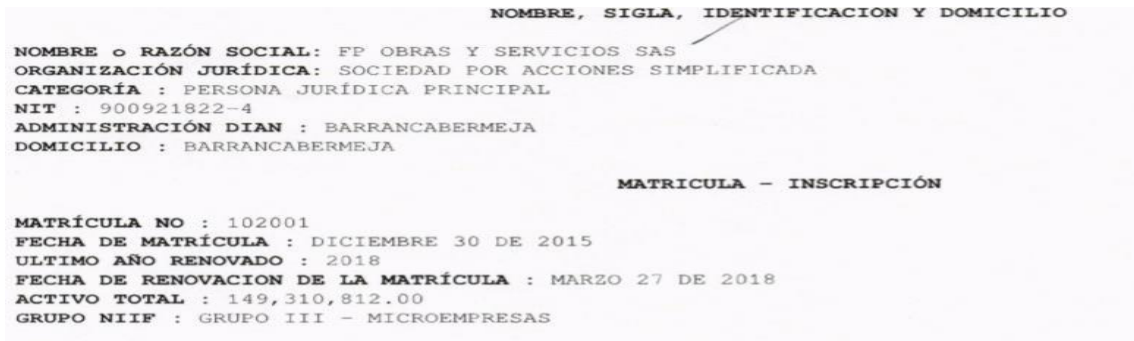 NOMBRE, SIGLA, IDENTIFICACION Y DOMICILIO
NOMBRE o RAZÓN SOCIAL: FP OBRAS Y SERVICIOS SAS
ORGANIZACIÓN JURÍDICA: SOCIEDAD POR ACCIONES SIMPLIFICADA
CATEGORÍA : PERSONA JURÍDICA PRINCIPAL
NIT : 900921822-4
ADMINISTRACIÓN DIAN : BARRANCABERMEJA
DOMICILIO : BARRANCABERMEJA
MATRICULA - INSCRIPCIÓN
MATRÍCULA NO : 102001
FECHA DE MATRÍCULA : DICIEMBRE 30 DE 2015
ULTIMO AÑO RENOVADO : 2018
FECHA DE RENOVACION DE LA MATRÍCULA : MARZO 27 DE 2018
ACTIVO TOTAL : 149,310,812.00
GRUPO NIIF : GRUPO III - MICROEMPRESAS